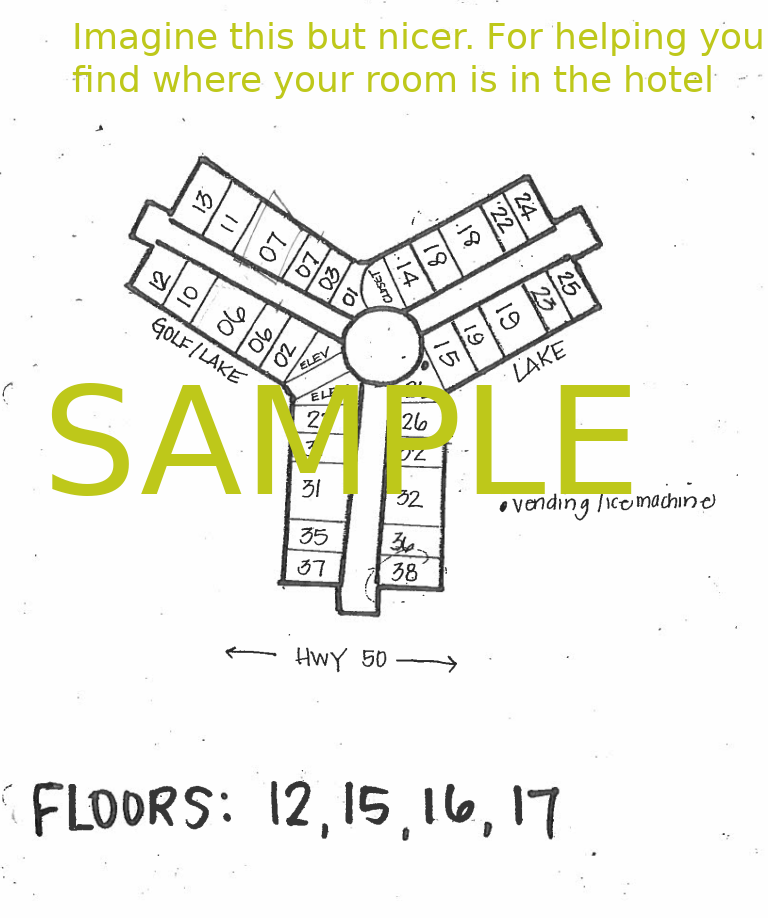 Imagine this but nicer. For helping you
find where your room is in the hotel
13
11
07
07
03
01
CLOSET
14
18
18
22
24
12
10
06
06
02
ELEV
15
19
19
23
25
GOLF/LAKE
LAKE
SAMPLE
26
31
32
35
36
37
38
•vending/ice machine
HWY 50
FLOORS: 12, 15, 16, 17